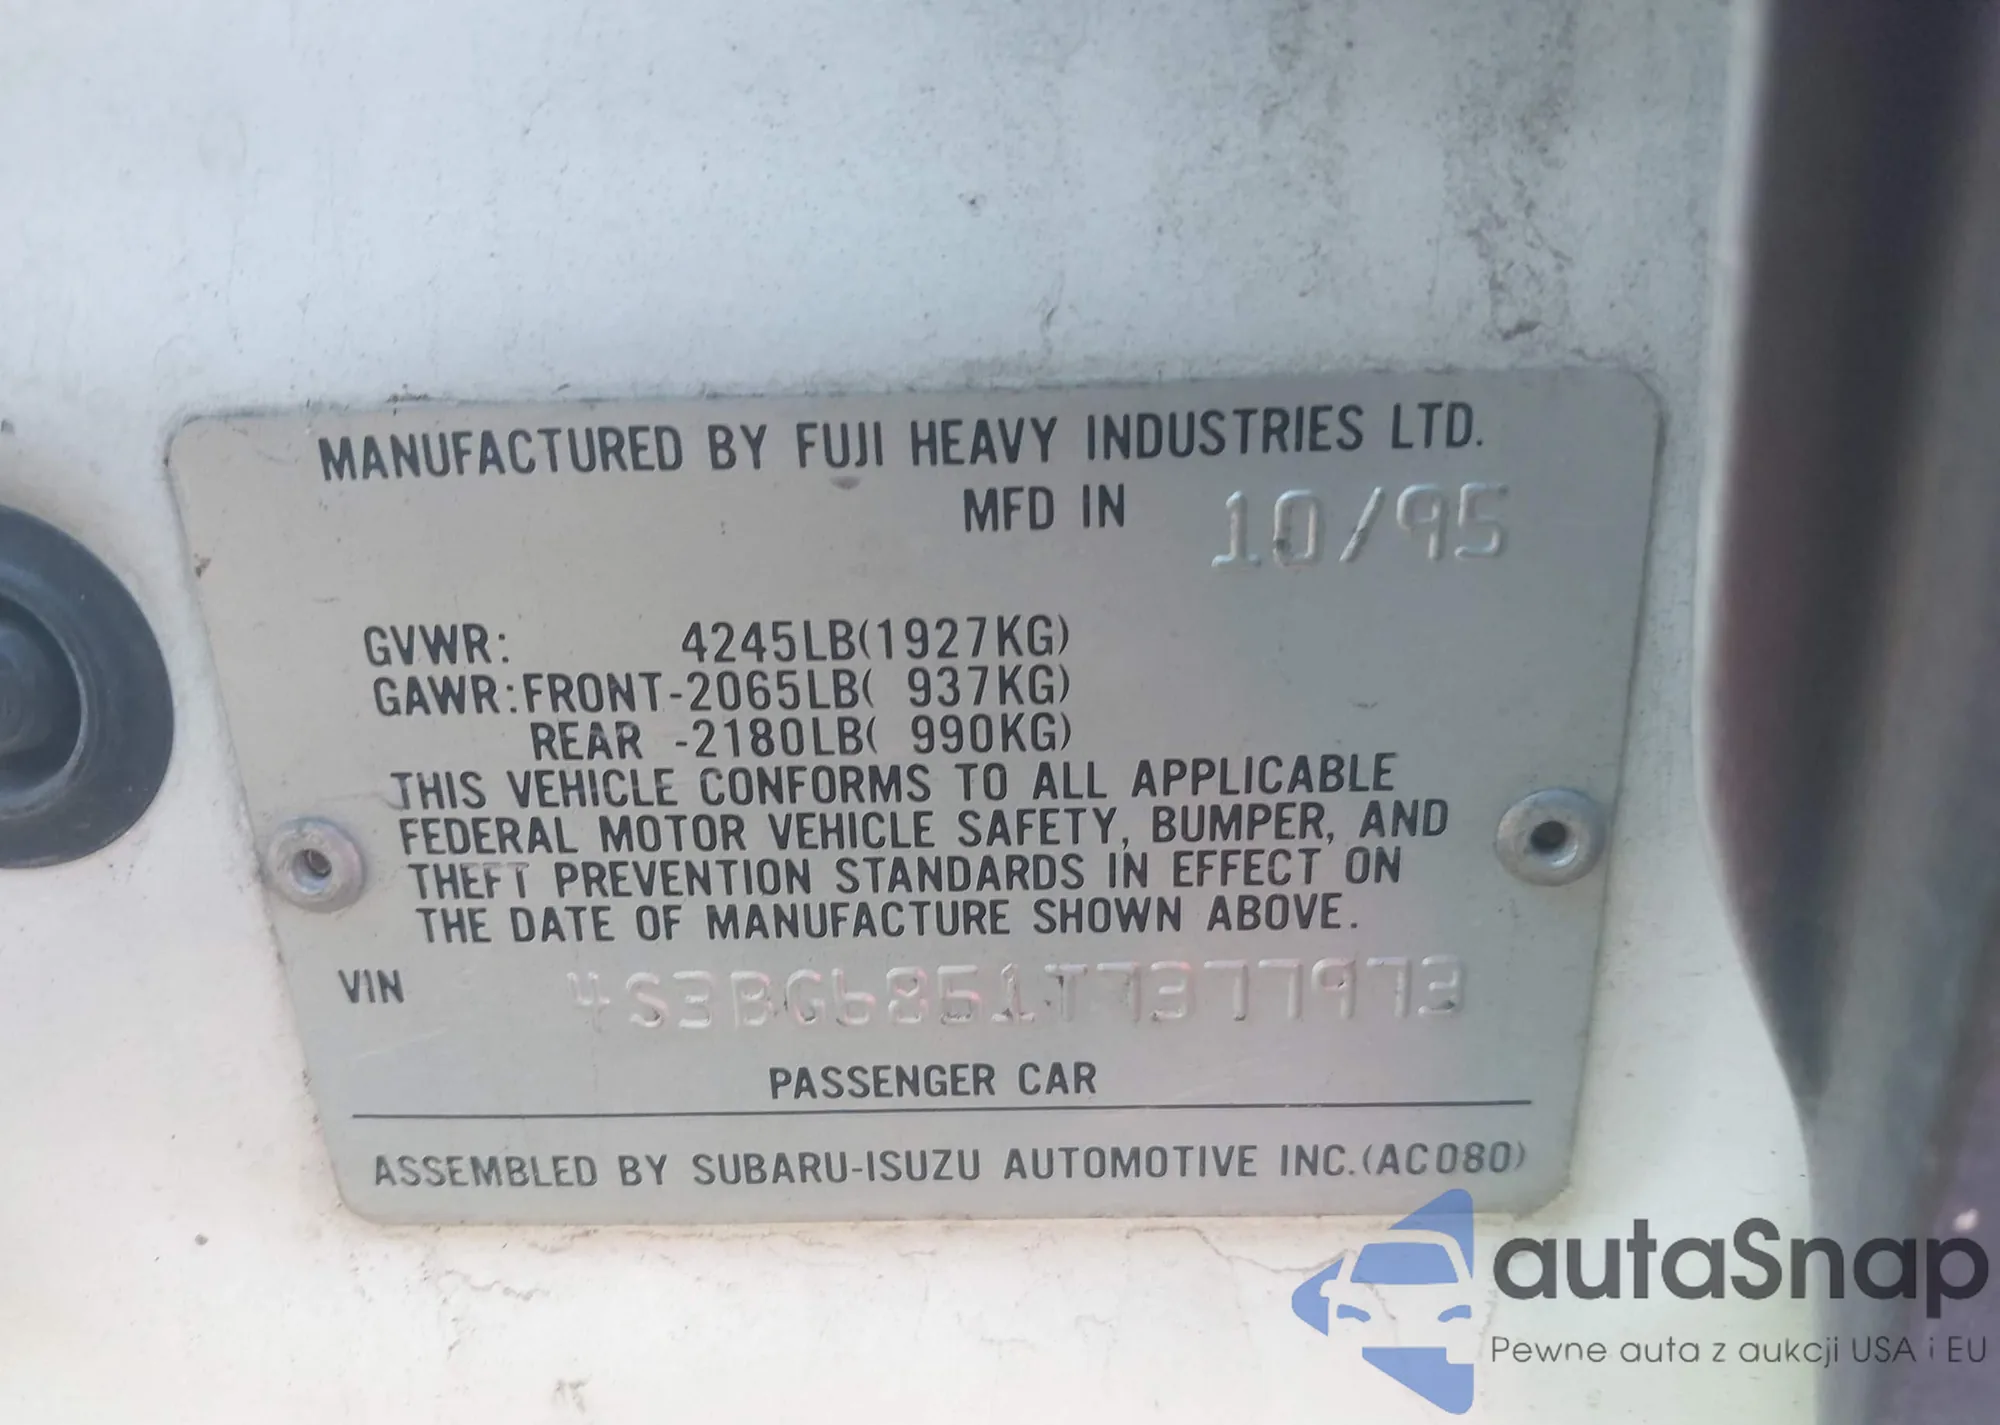 MANUFACTURED BY FUJI HEAVY INDUSTRIES LTD.
MFD IN 10/95
GVWR: 4245LB(1927KG)
GAWR:FRONT-2065LB( 937KG)
REAR -2180LB( 990KG)
THIS VEHICLE CONFORMS TO ALL APPLICABLE
FEDERAL MOTOR VEHICLE SAFETY, BUMPER, AND
THEFT PREVENTION STANDARDS IN EFFECT ON
THE DATE OF MANUFACTURE SHOWN ABOVE.
VIN 4S3BG6851T7377973
PASSENGER CAR
ASSEMBLED BY SUBARU-ISUZU AUTOMOTIVE INC.(AC080)
autaSnap
Pewne auta z aukcji USA i EU